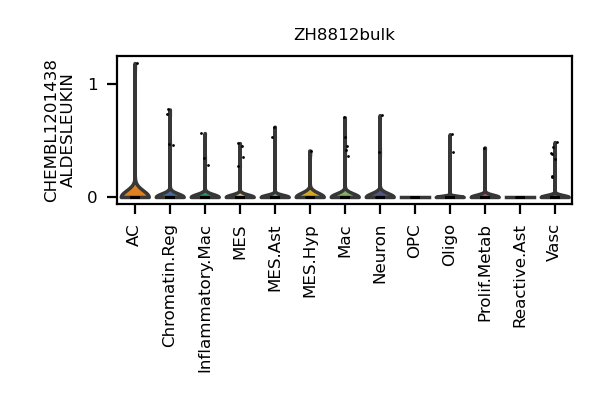 ZH8812bulk
CHEMBL1201438
ALDESLEUKIN
1
0
AC
Chromatin.Reg
Inflammatory.Mac
MES
MES.Ast
MES.Hyp
Mac
Neuron
OPC
Oligo
Prolif.Metab
Reactive.Ast
Vasc